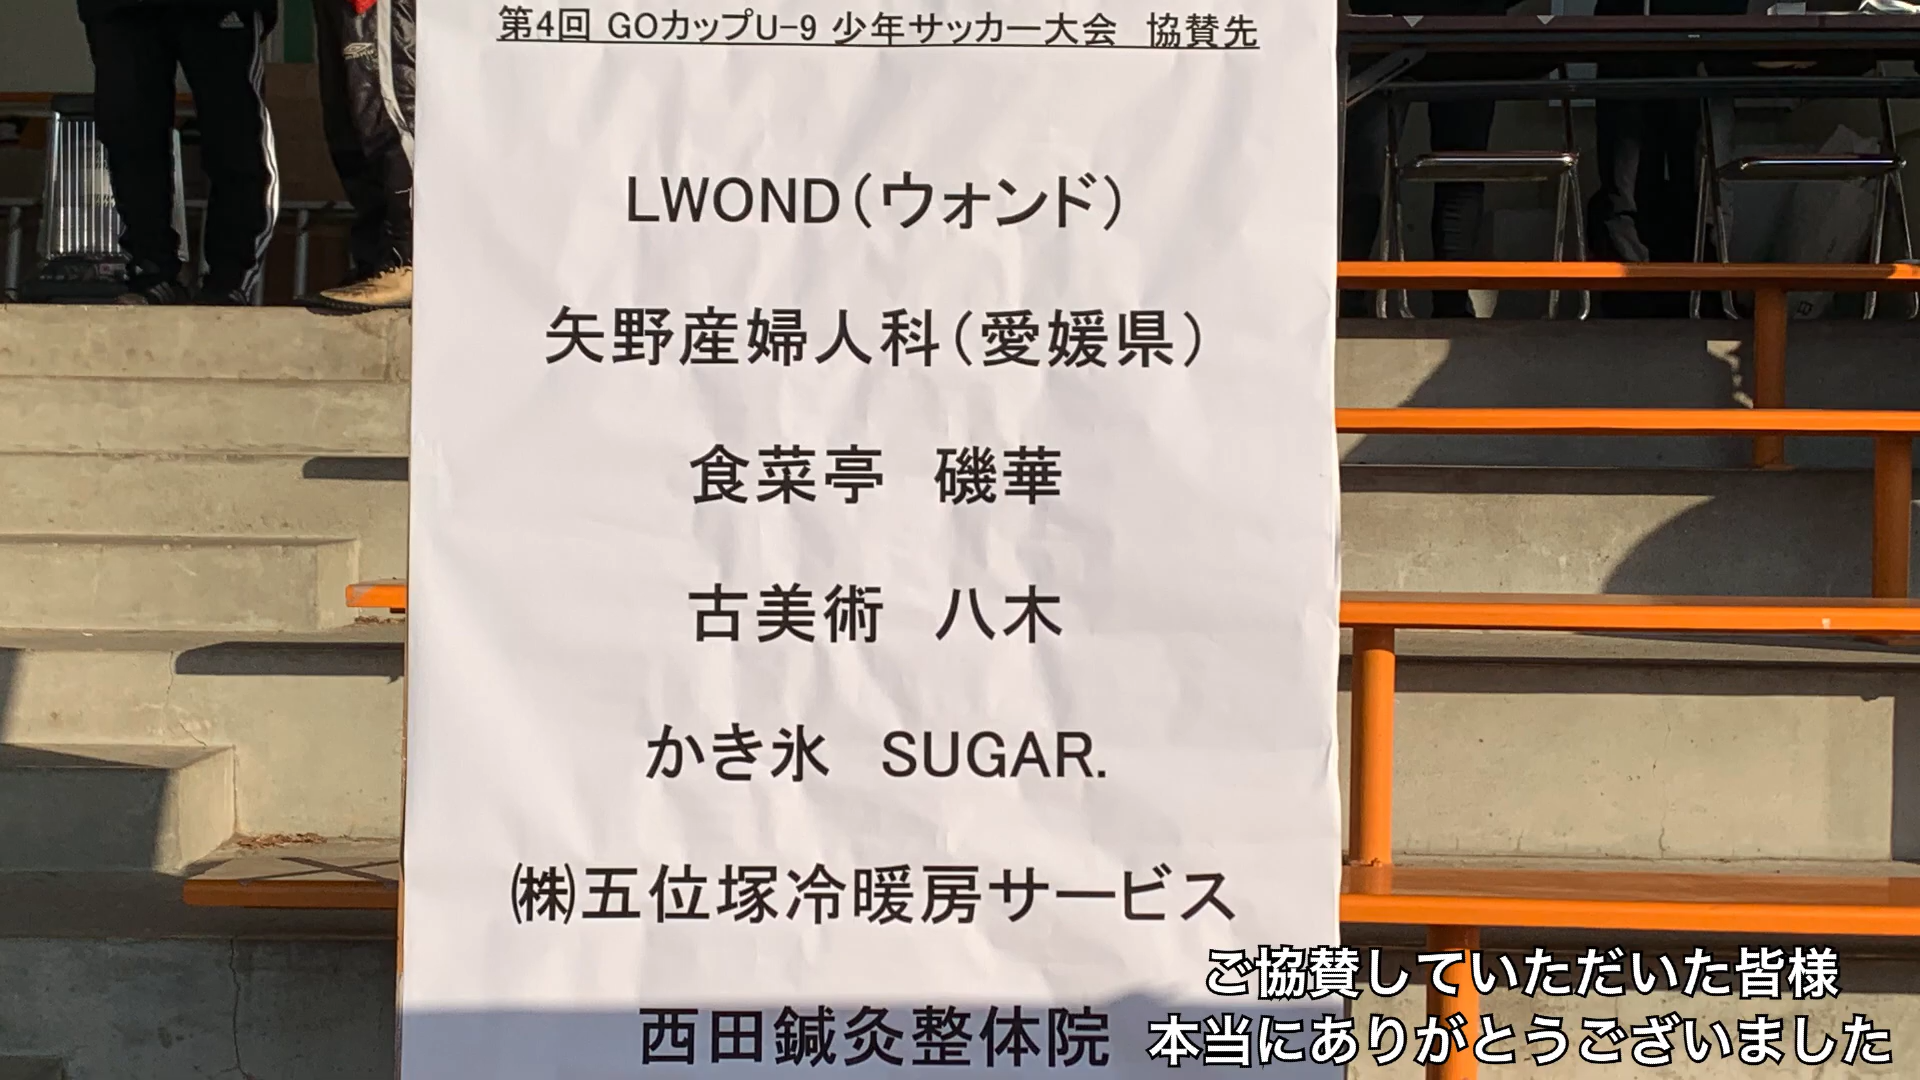 第4回 GOカップU-9 少年サッカー大会　協賛先
LWOND（ウォンド）
矢野産婦人科（愛媛県）
食菜亭　磯華
古美術　八木
かき氷　SUGAR.
㈱五位塚冷暖房サービス
西田鍼灸整体院
ご協賛していただいた皆様
本当にありがとうございました